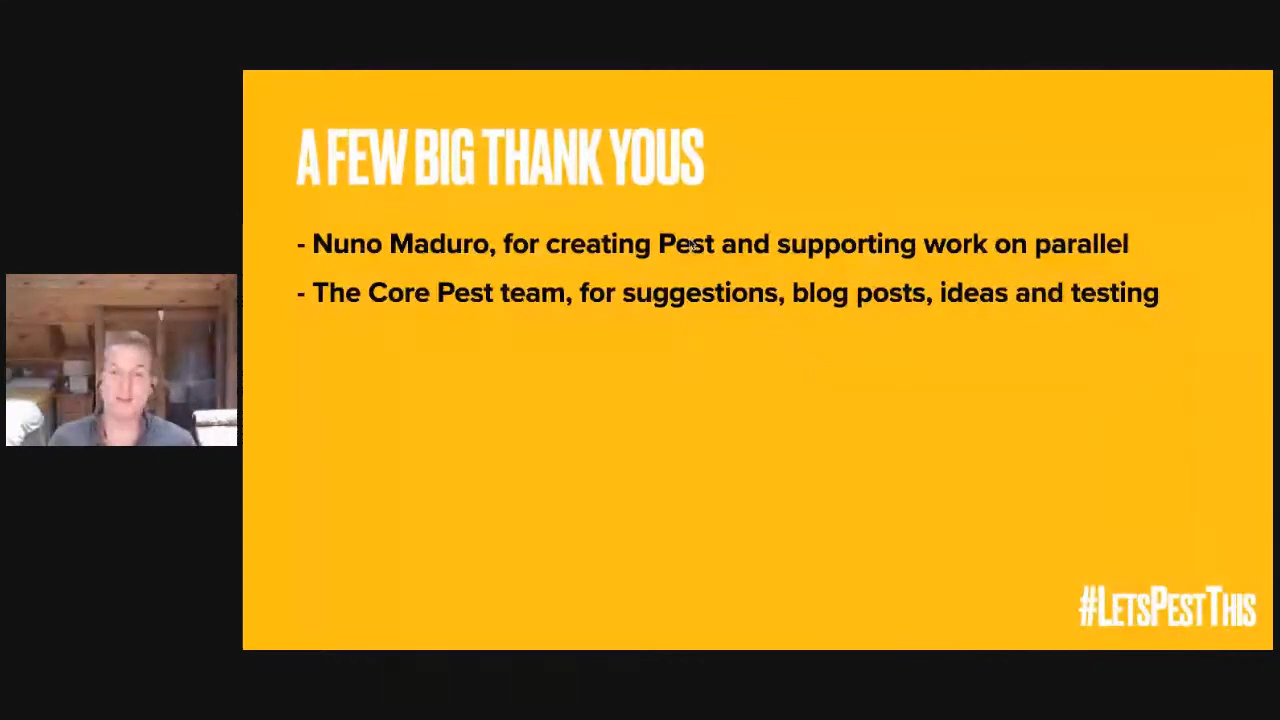 A FEW BIG THANK YOUS
- Nuno Maduro, for creating Pest and supporting work on parallel
- The Core Pest team, for suggestions, blog posts, ideas and testing
#LetsPestThis